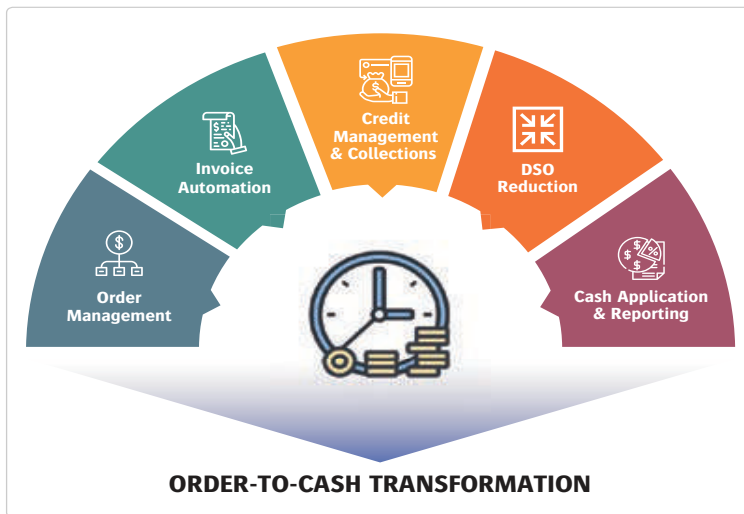 Order
Management
Invoice
Automation
Credit
Management
& Collections
DSO
Reduction
Cash Application
& Reporting
ORDER-TO-CASH TRANSFORMATION